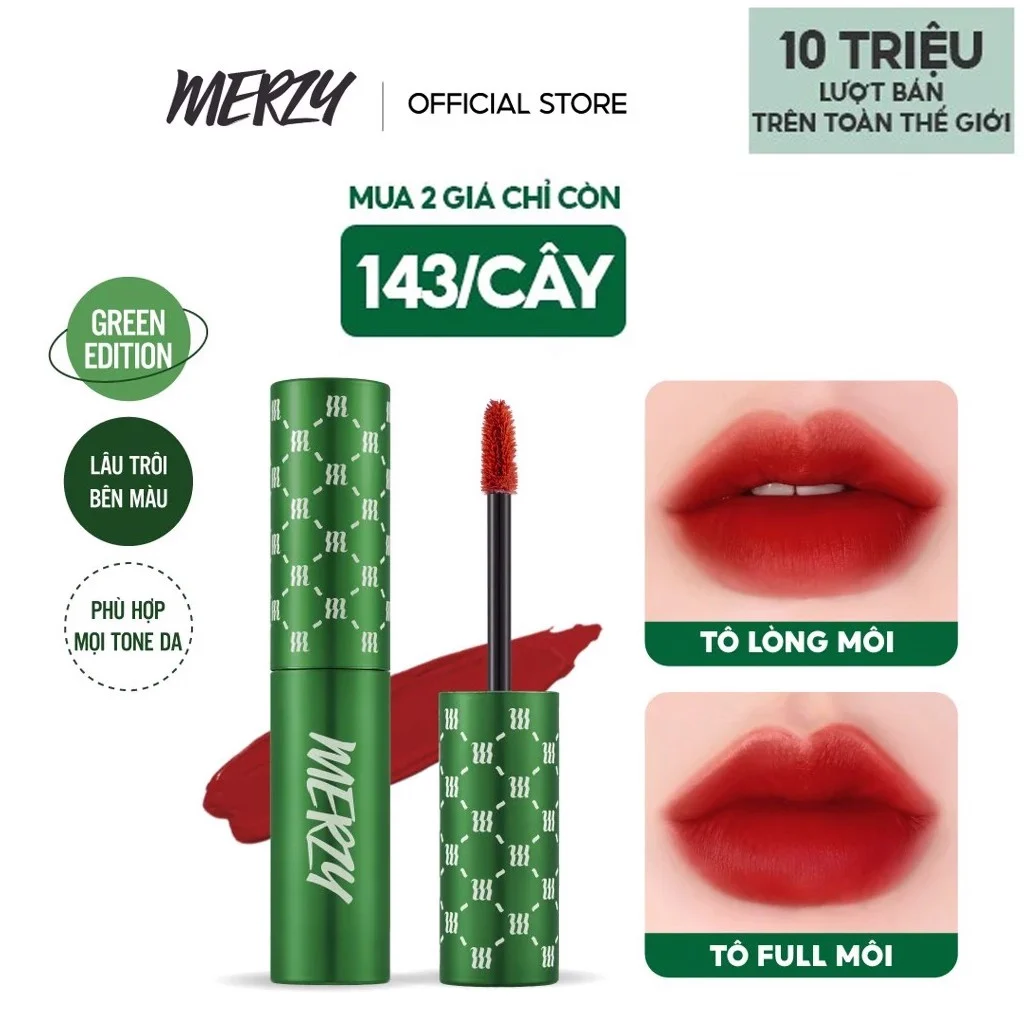 MERZY
OFFICIAL STORE
10 TRIỆU
LƯỢT BÁN
TRÊN TOÀN THẾ GIỚI
MUA 2 GIÁ CHỈ CÒN
143/CÂY
GREEN
EDITION
LÂU TRÔI
BÊN MÀU
PHÙ HỢP
MỌI TONE DA
MERZY
TÔ LÒNG MÔI
TÔ FULL MÔI